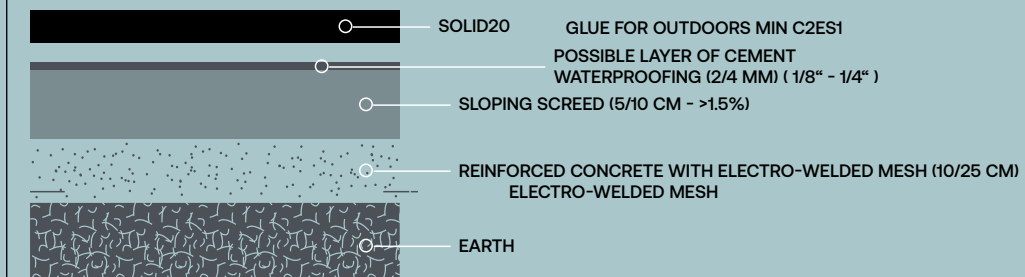 SOLID20 GLUE FOR OUTDOORS MIN C2ES1
POSSIBLE LAYER OF CEMENT
WATERPROOFING (2/4 MM) ( 1/8“ - 1/4“ )
SLOPING SCREED (5/10 CM - >1.5%)
REINFORCED CONCRETE WITH ELECTRO-WELDED MESH (10/25 CM)
ELECTRO-WELDED MESH
EARTH